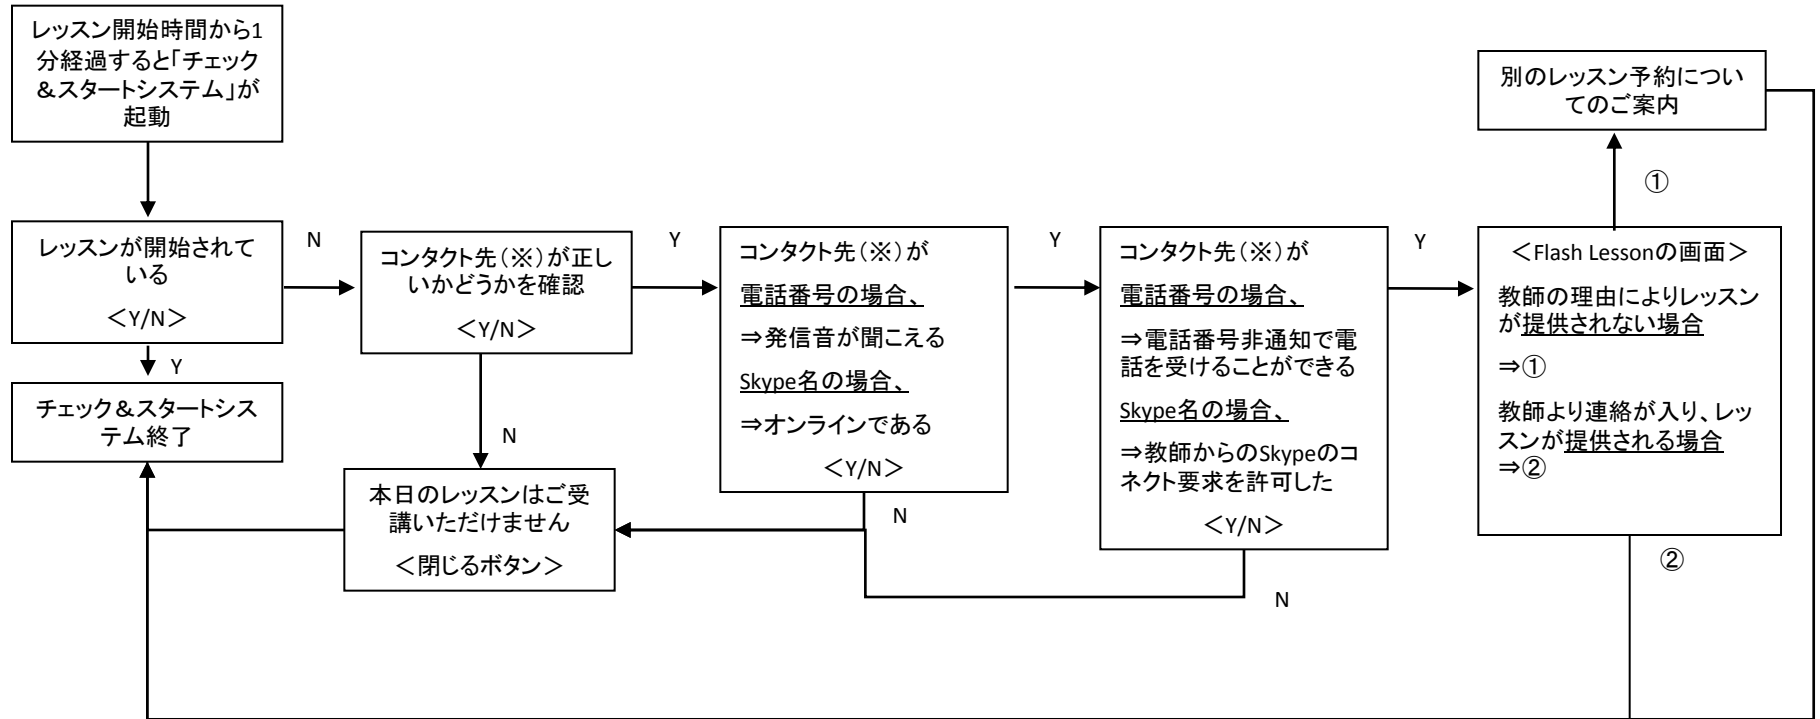 レッスン開始時間から1
分経過すると「チェック
＆スタートシステム」が
起動
別のレッスン予約につい
てのご案内
①
レッスンが開始されて
いる
＜Y/N＞
N
コンタクト先（※）が正し
いかどうかを確認
＜Y/N＞
Y
コンタクト先（※）が
電話番号の場合、
⇒発信音が聞こえる
Skype名の場合、
⇒オンラインである
＜Y/N＞
Y
コンタクト先（※）が
電話番号の場合、
⇒電話番号非通知で電
話を受けることができる
Skype名の場合、
⇒教師からのSkypeのコ
ネクト要求を許可した
＜Y/N＞
Y
＜Flash Lessonの画面＞
教師の理由によりレッスン
が提供されない場合
⇒①
教師より連絡が入り、レッ
スンが提供される場合
⇒②
Y
チェック＆スタートシス
テム終了
N
本日のレッスンはご受
講いただけません
＜閉じるボタン＞
N
N
②